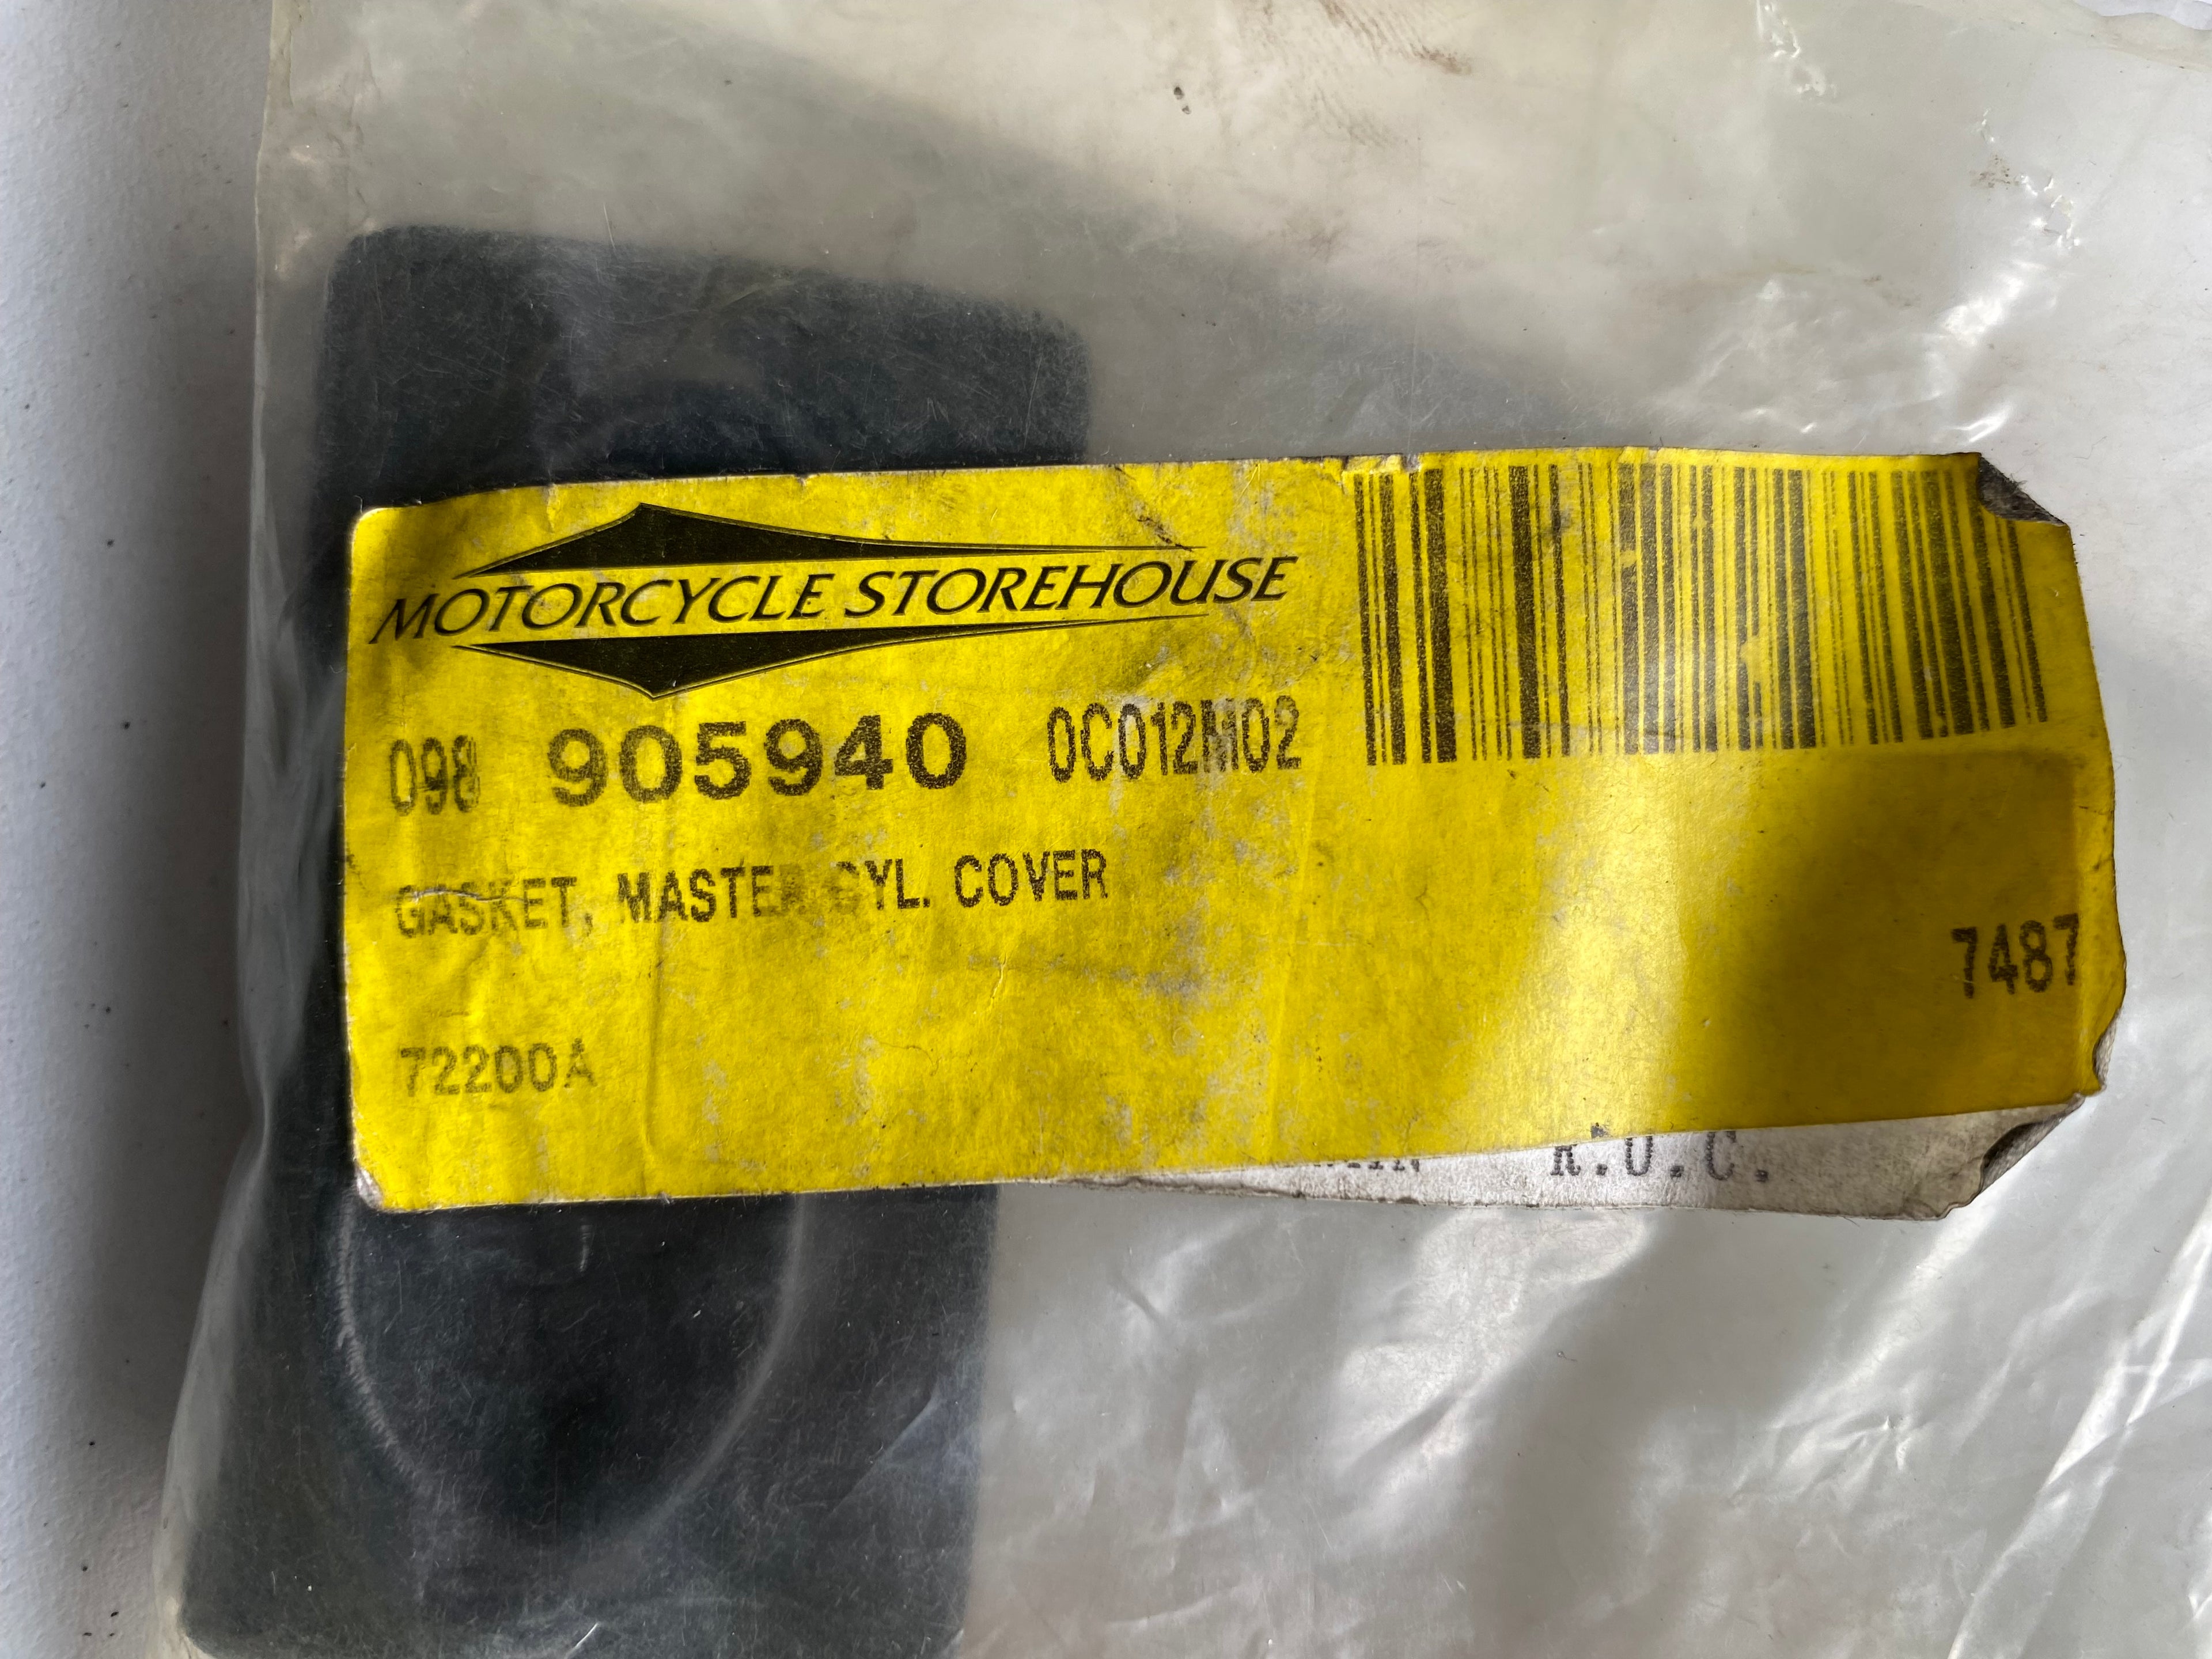 MOTORCYCLE STOREHOUSE
098 905940 0C012M02
GASKET, MASTER CYL. COVER
7487
72200A
R.O.C.